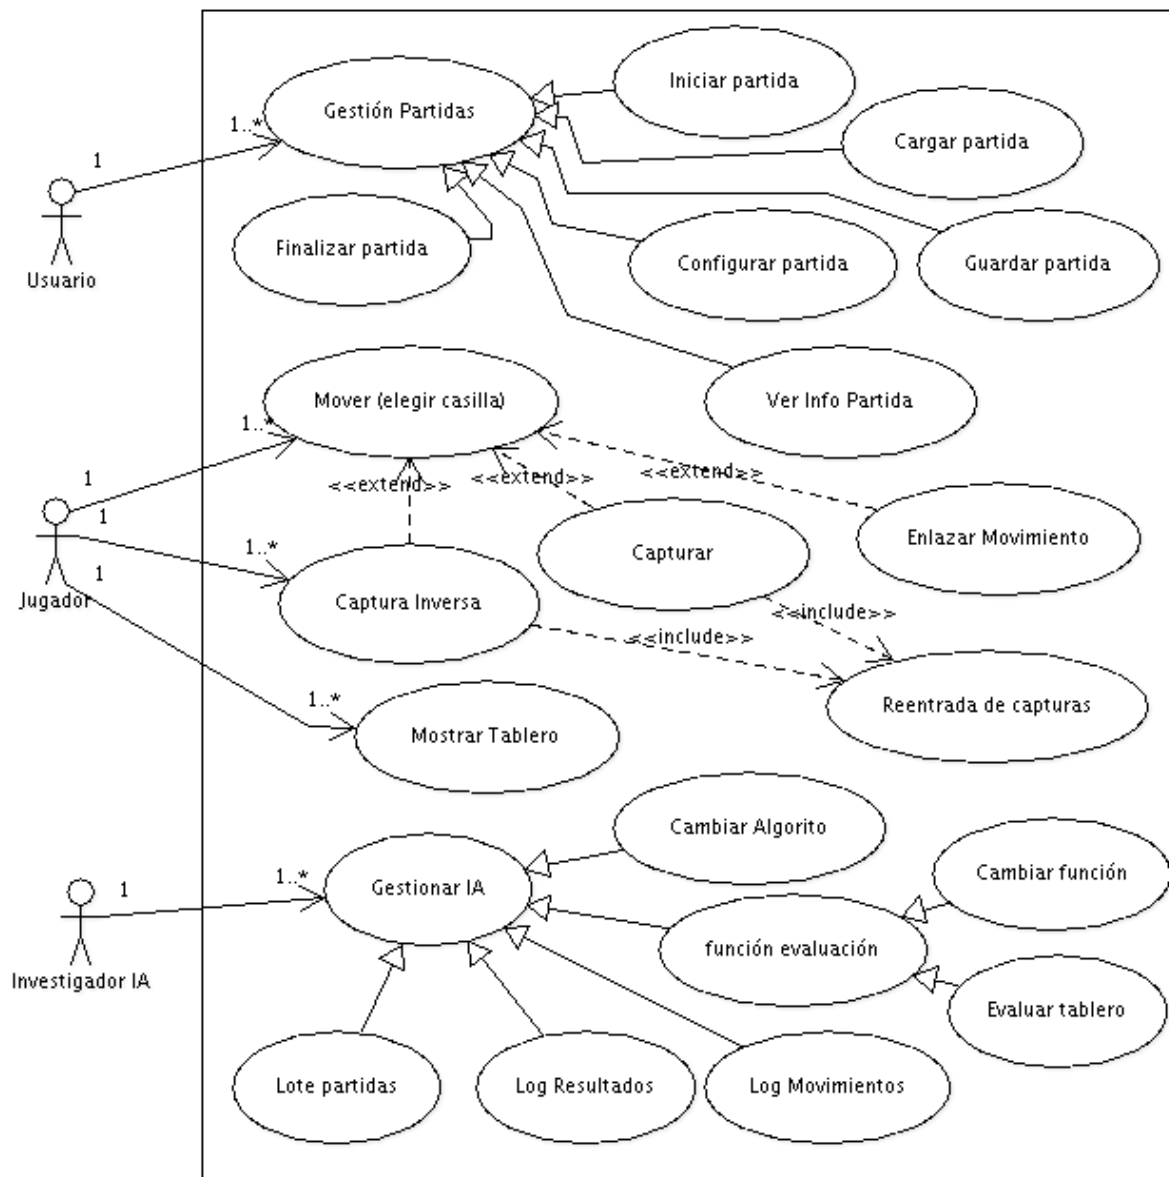 Iniciar partida
Gestión Partidas
1..*
Cargar partida
1
Finalizar partida
Configurar partida
Guardar partida
Usuario
Mover (elegir casilla)
Ver Info Partida
1..*
1
<<extend>>
<<extend>>
<<extend>>
1
Enlazar Movimiento
1..*
Capturar
1
Jugador
Captura Inversa
<<include>>
<<include>>
1..*
Reentrada de capturas
Mostrar Tablero
Cambiar Algorito
1..*
1
Gestionar IA
Cambiar función
función evaluación
Investigador IA
Evaluar tablero
Lote partidas
Log Resultados
Log Movimientos